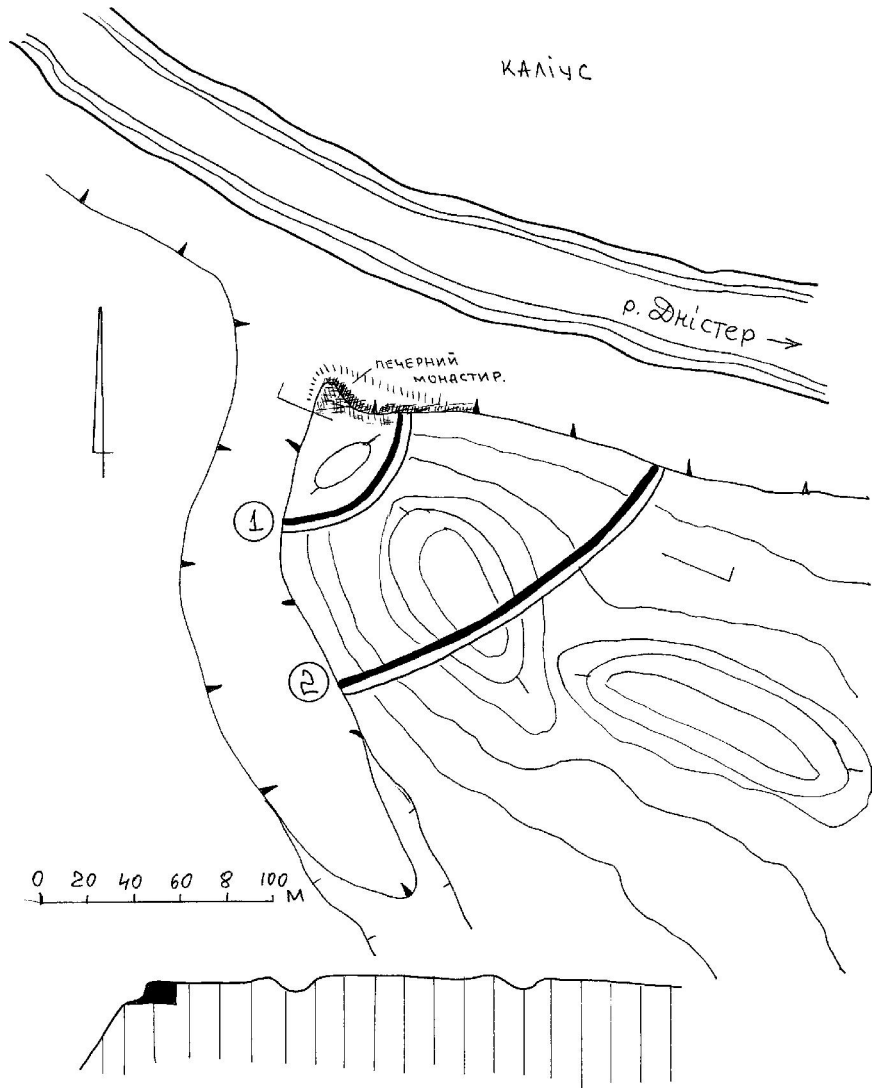 КАЛіУС
р. Дністер →
ПЕЧЕРНИЙ
МОНАСТИР.
1
2
0 20 40 60 8 100 М